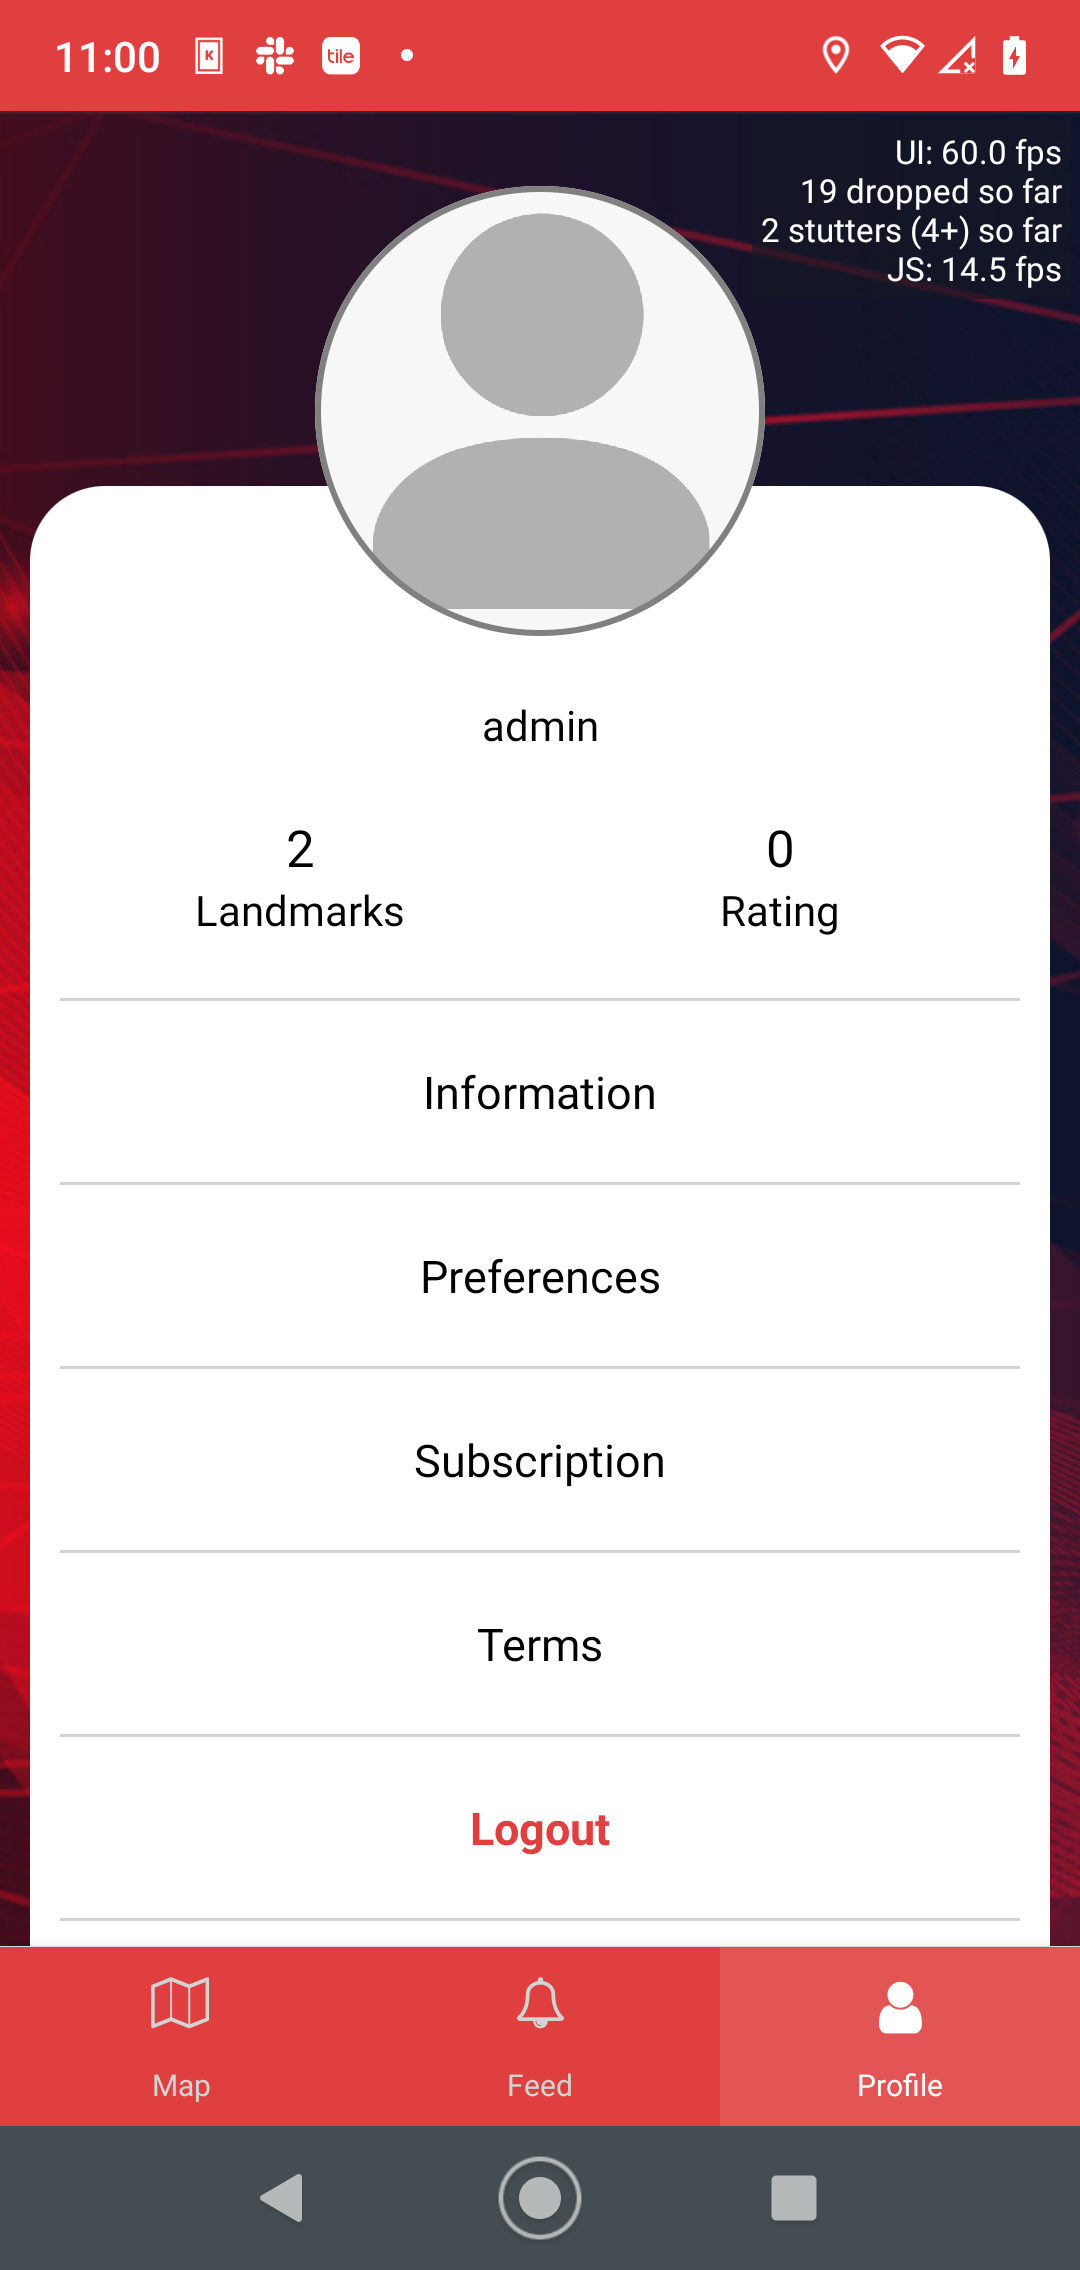 11:00
K
tile
UI: 60.0 fps
19 dropped so far
2 stutters (4+) so far
JS: 14.5 fps
admin
2 0
Landmarks Rating
Information
Preferences
Subscription
Terms
Logout
Map Feed Profile